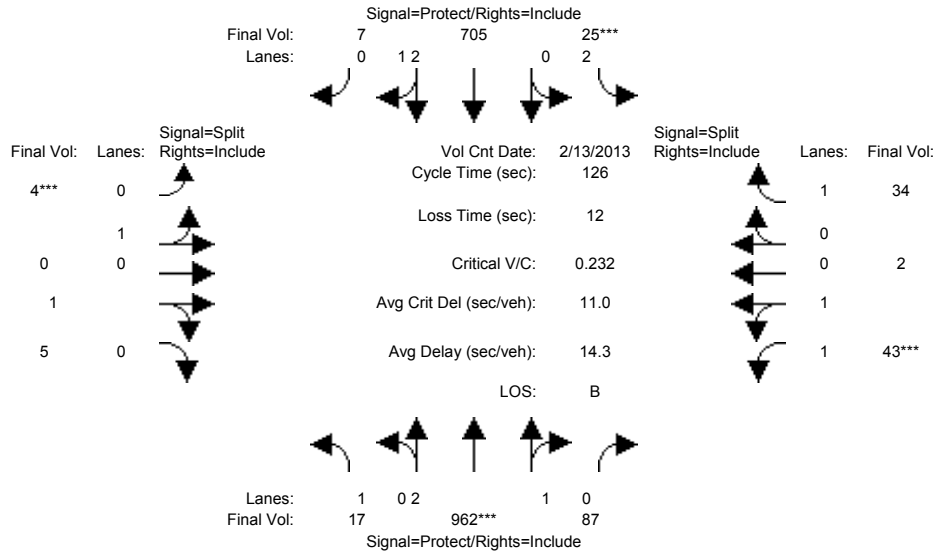 Signal=Protect/Rights=Include
Final Vol: 7 705 25***
Lanes: 0 1 2 0 2
Signal=Split
Final Vol: Lanes: Rights=Include
Vol Cnt Date: 2/13/2013
Signal=Split
Rights=Include Lanes: Final Vol:
Cycle Time (sec): 126
4*** 0
1 34
Loss Time (sec): 12
1
0
0 0
Critical V/C: 0.232
0 2
1
Avg Crit Del (sec/veh): 11.0
1
5 0
Avg Delay (sec/veh): 14.3
1 43***
LOS: B
Lanes: 1 0 2 1 0
Final Vol: 17 962*** 87
Signal=Protect/Rights=Include